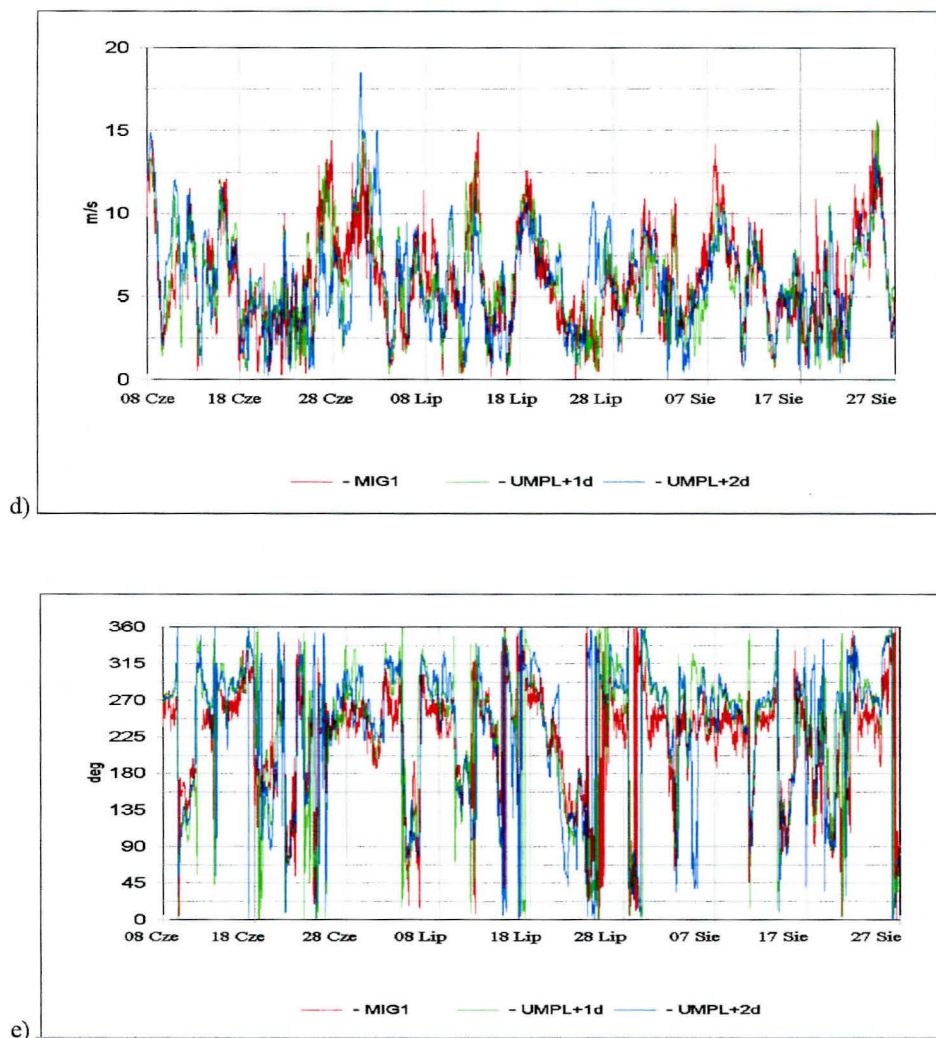 20
15
10
5
0
m/s
08 Cze 18 Cze 28 Cze 08 Lip 18 Lip 28 Lip 07 Sie 17 Sie 27 Sie
- MIG1 - UMPL+1d - UMPL+2d
d)
360
315
270
225
180
135
90
45
0
deg
08 Cze 18 Cze 28 Cze 08 Lip 18 Lip 28 Lip 07 Sie 17 Sie 27 Sie
- MIG1 - UMPL+1d - UMPL+2d
e)